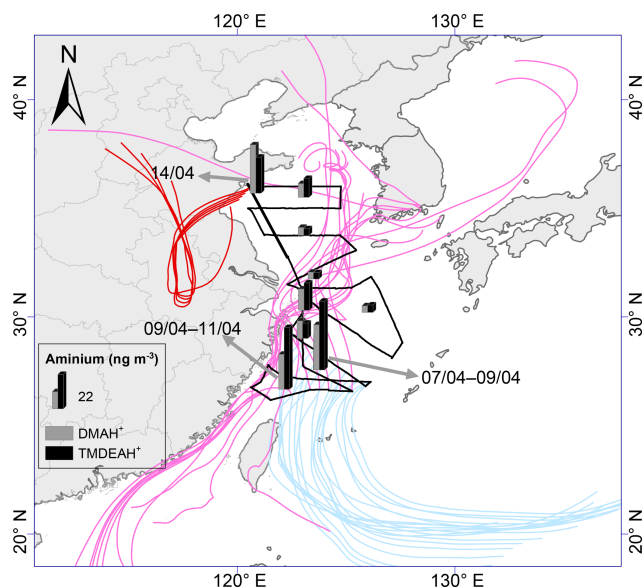 120° E 130° E
N
40° N 40° N
14/04
30° N 30° N
09/04–11/04
07/04–09/04
Aminium (ng m⁻³)
22
DMAH⁺
TMDEAH⁺
20° N 20° N
120° E 130° E